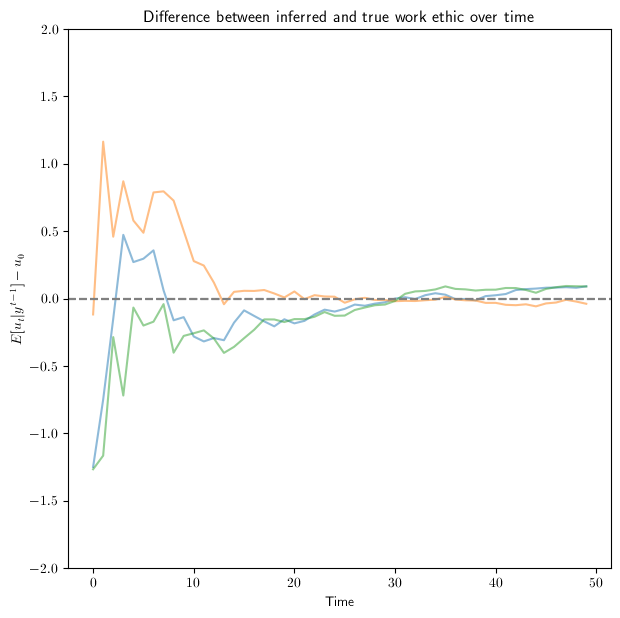 Difference between inferred and true work ethic over time
2.0
1.5
1.0
0.5
0.0
−0.5
−1.0
−1.5
−2.0
E[u_t|y^{t−1}] − u_0
0 10 20 30 40 50
Time